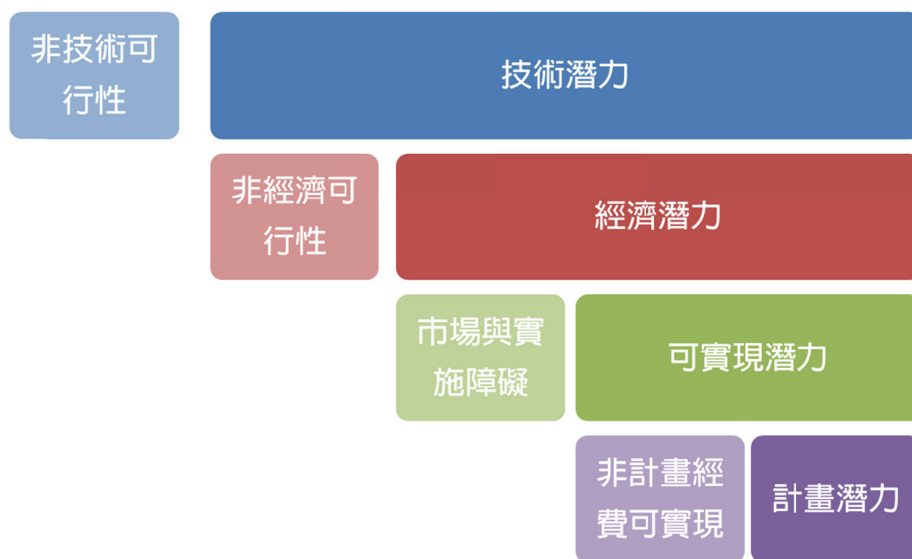 非技術可
行性
技術潛力
非經濟可
行性
經濟潛力
市場與實
施障礙
可實現潛力
非計畫經
費可實現
計畫潛力